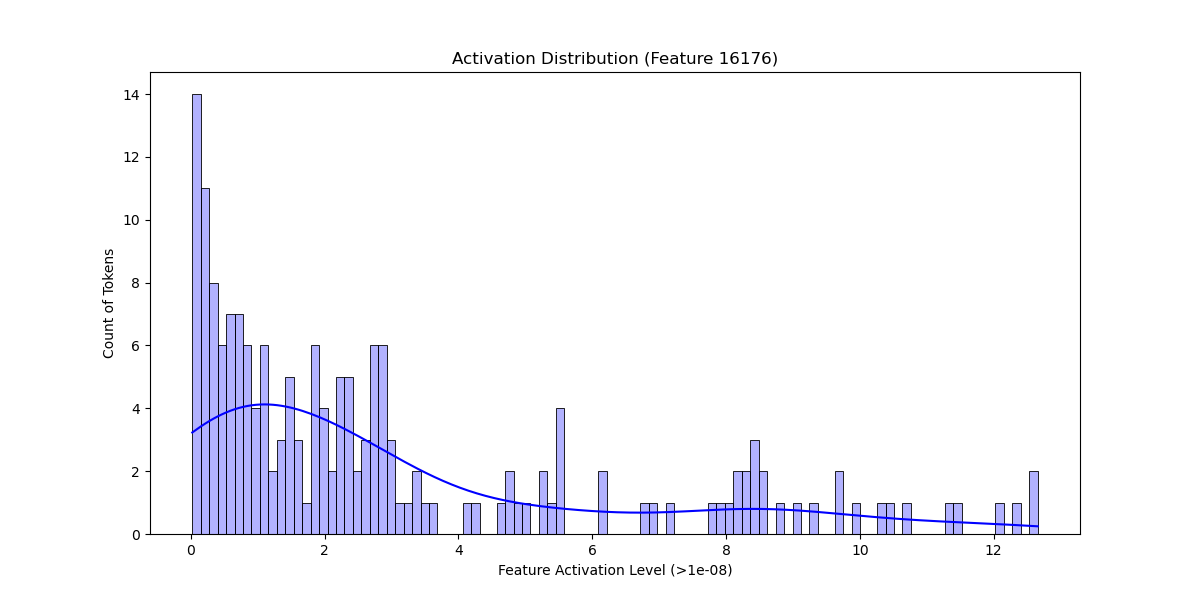 Activation Distribution (Feature 16176)
14
12
10
8
6
4
2
0
Count of Tokens
0 2 4 6 8 10 12
Feature Activation Level (>1e-08)